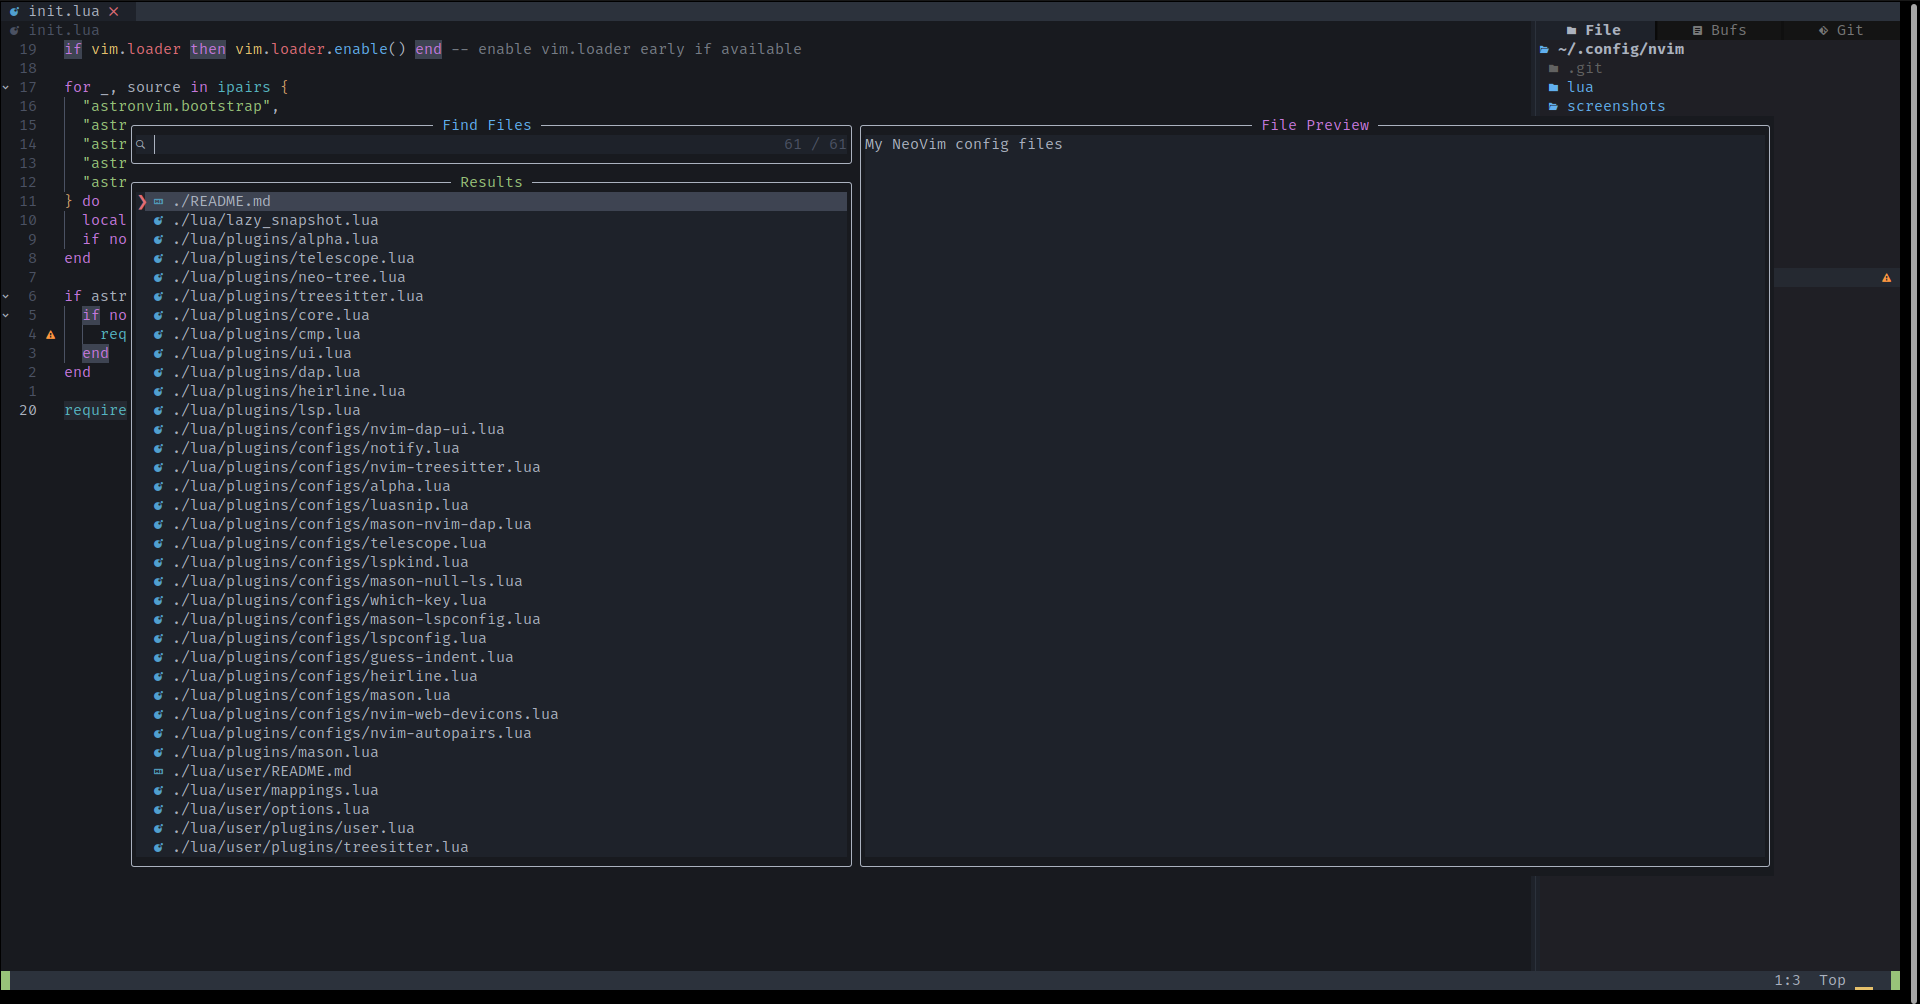 init.lua
init.lua
19 if vim.loader then vim.loader.enable() end -- enable vim.loader early if available
18
17 for _, source in ipairs {
16 "astronvim.bootstrap",
15 "astr
14 "astr
13 "astr
12 "astr
11 } do
10 local
9 if no
8 end
7
6 if astr
5 if no
4 req
3 end
2 end
1
20 require
Find Files
61 / 61
Results
./README.md
./lua/lazy_snapshot.lua
./lua/plugins/alpha.lua
./lua/plugins/telescope.lua
./lua/plugins/neo-tree.lua
./lua/plugins/treesitter.lua
./lua/plugins/core.lua
./lua/plugins/cmp.lua
./lua/plugins/ui.lua
./lua/plugins/dap.lua
./lua/plugins/heirline.lua
./lua/plugins/lsp.lua
./lua/plugins/configs/nvim-dap-ui.lua
./lua/plugins/configs/notify.lua
./lua/plugins/configs/nvim-treesitter.lua
./lua/plugins/configs/alpha.lua
./lua/plugins/configs/luasnip.lua
./lua/plugins/configs/mason-nvim-dap.lua
./lua/plugins/configs/telescope.lua
./lua/plugins/configs/lspkind.lua
./lua/plugins/configs/mason-null-ls.lua
./lua/plugins/configs/which-key.lua
./lua/plugins/configs/mason-lspconfig.lua
./lua/plugins/configs/lspconfig.lua
./lua/plugins/configs/guess-indent.lua
./lua/plugins/configs/heirline.lua
./lua/plugins/configs/mason.lua
./lua/plugins/configs/nvim-web-devicons.lua
./lua/plugins/configs/nvim-autopairs.lua
./lua/plugins/mason.lua
./lua/user/README.md
./lua/user/mappings.lua
./lua/user/options.lua
./lua/user/plugins/user.lua
./lua/user/plugins/treesitter.lua
File Preview
My NeoVim config files
File Bufs Git
~/.config/nvim
.git
lua
screenshots
1:3 Top